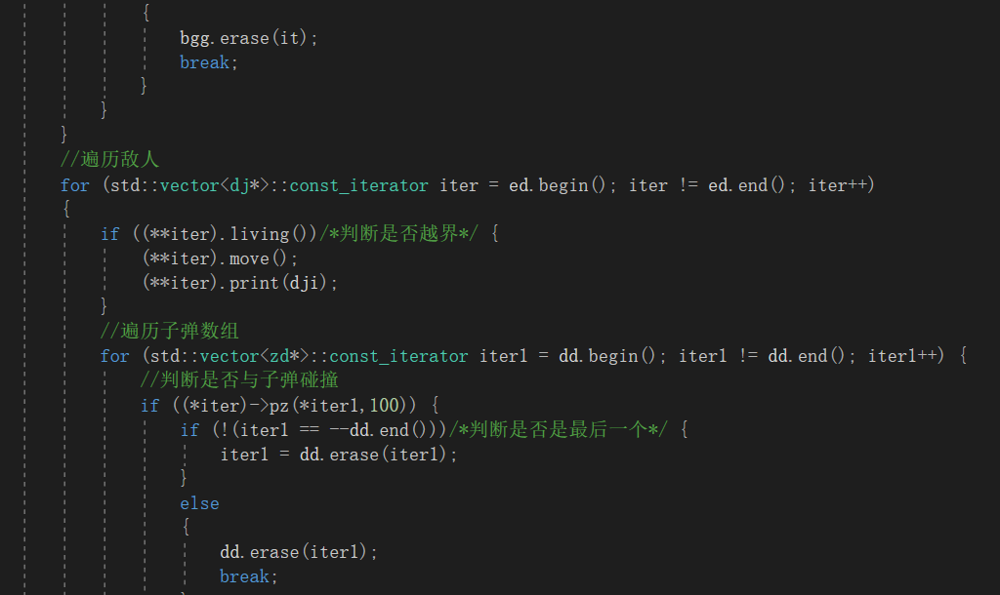 {
bgg.erase(it);
break;
}
}
}
//遍历敌人
for (std::vector<dj*>::const_iterator iter = ed.begin(); iter != ed.end(); iter++)
{
if ((**iter).living())/*判断是否越界*/ {
(**iter).move();
(**iter).print(dji);
}
//遍历子弹数组
for (std::vector<zd*>::const_iterator iter1 = dd.begin(); iter1 != dd.end(); iter1++) {
//判断是否与子弹碰撞
if ((*iter)->pz(*iter1,100)) {
if (!(iter1 == --dd.end()))/*判断是否是最后一个*/ {
iter1 = dd.erase(iter1);
}
else
{
dd.erase(iter1);
break;
}